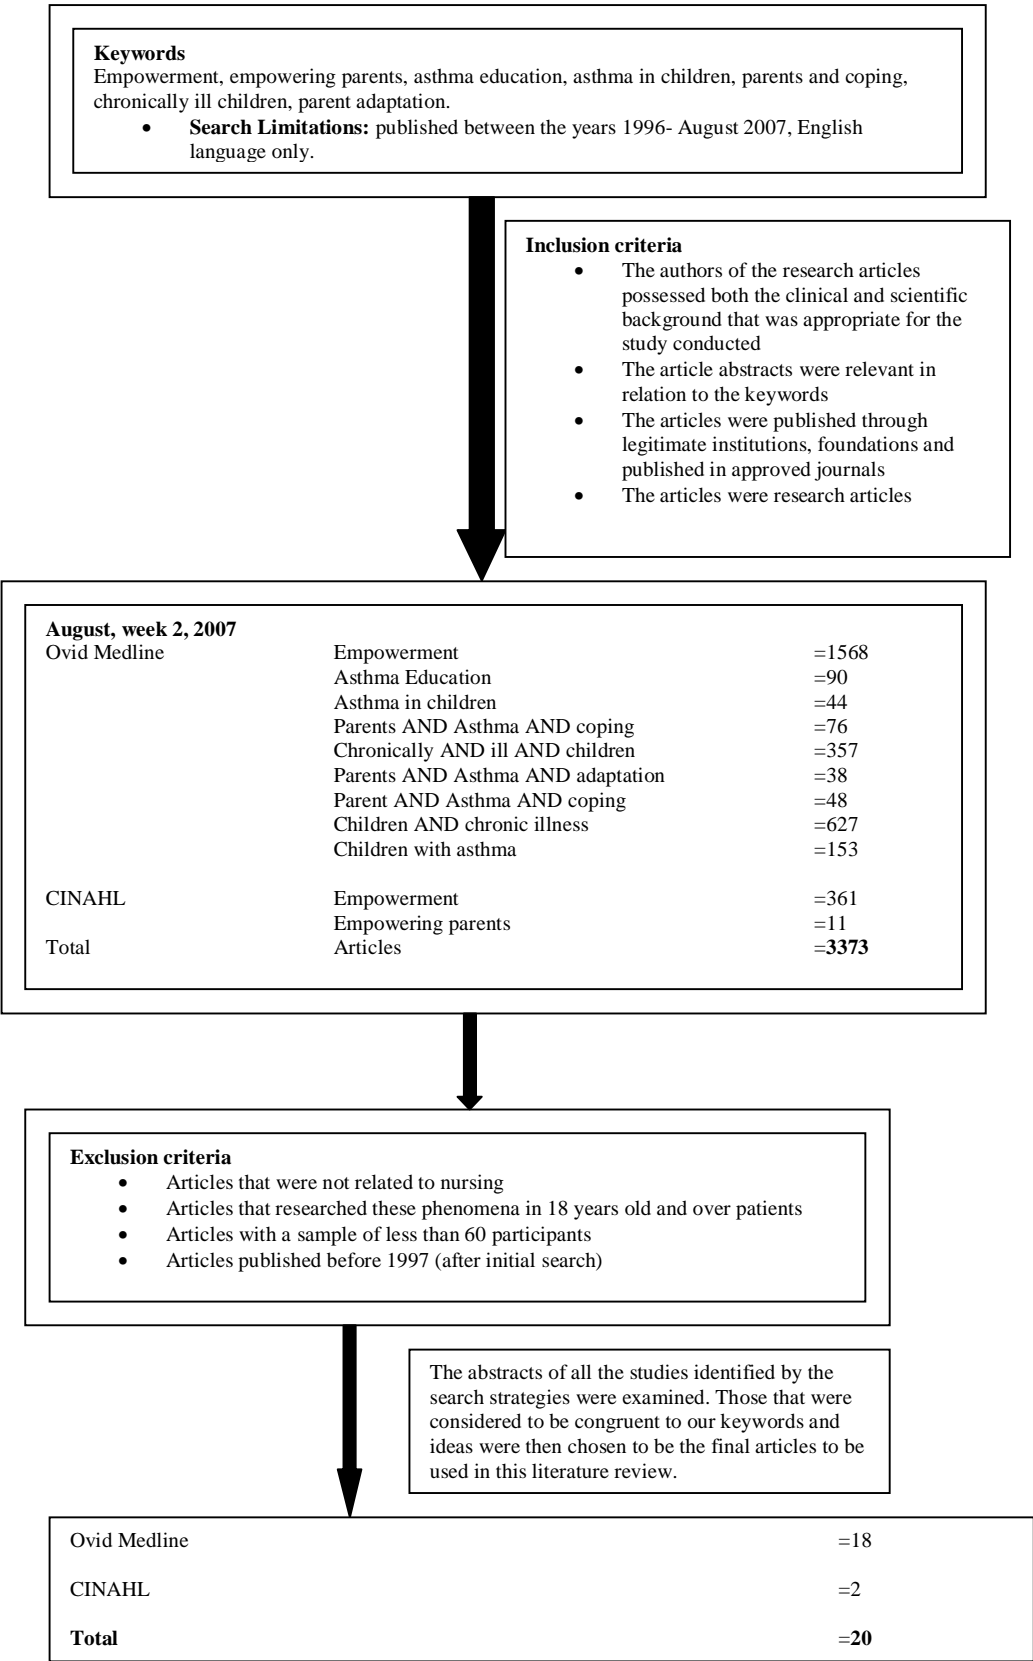 Keywords
Empowerment, empowering parents, asthma education, asthma in children, parents and coping,
chronically ill children, parent adaptation.
• Search Limitations: published between the years 1996- August 2007, English
language only.
Inclusion criteria
• The authors of the research articles
possessed both the clinical and scientific
background that was appropriate for the
study conducted
• The article abstracts were relevant in
relation to the keywords
• The articles were published through
legitimate institutions, foundations and
published in approved journals
• The articles were research articles
August, week 2, 2007
Ovid Medline Empowerment =1568
Asthma Education =90
Asthma in children =44
Parents AND Asthma AND coping =76
Chronically AND ill AND children =357
Parents AND Asthma AND adaptation =38
Parent AND Asthma AND coping =48
Children AND chronic illness =627
Children with asthma =153
CINAHL Empowerment =361
Empowering parents =11
Total Articles =3373
Exclusion criteria
• Articles that were not related to nursing
• Articles that researched these phenomena in 18 years old and over patients
• Articles with a sample of less than 60 participants
• Articles published before 1997 (after initial search)
The abstracts of all the studies identified by the
search strategies were examined. Those that were
considered to be congruent to our keywords and
ideas were then chosen to be the final articles to be
used in this literature review.
Ovid Medline =18
CINAHL =2
Total =20